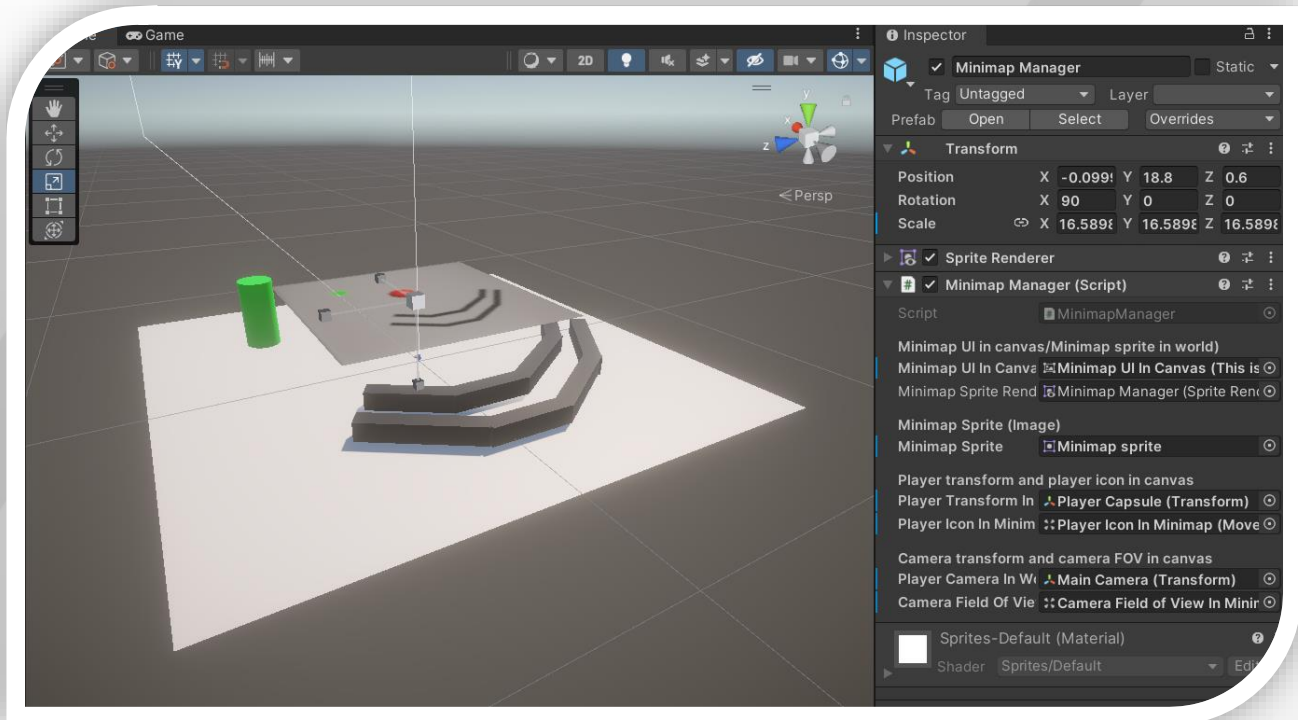 Game
Inspector
2D
Minimap Manager
Static
Tag Untagged Layer
Prefab Open Select Overrides
Transform
Position X -0.099 Y 18.8 Z 0.6
Rotation X 90 Y 0 Z 0
Scale X 16.5898 Y 16.5898 Z 16.5898
y
x
z
Persp
Sprite Renderer
# Minimap Manager (Script)
Script # MinimapManager
Minimap UI in canvas/Minimap sprite in world)
Minimap UI In Canva Minimap UI In Canvas (This is
Minimap Sprite Rend Minimap Manager (Sprite Ren
Minimap Sprite (Image)
Minimap Sprite Minimap sprite
Player transform and player icon in canvas
Player Transform In Player Capsule (Transform)
Player Icon In Minim Player Icon In Minimap (Move
Camera transform and camera FOV in canvas
Player Camera In W Main Camera (Transform)
Camera Field Of Vie Camera Field of View In Minim
Sprites-Default (Material)
Shader Sprites/Default Edi